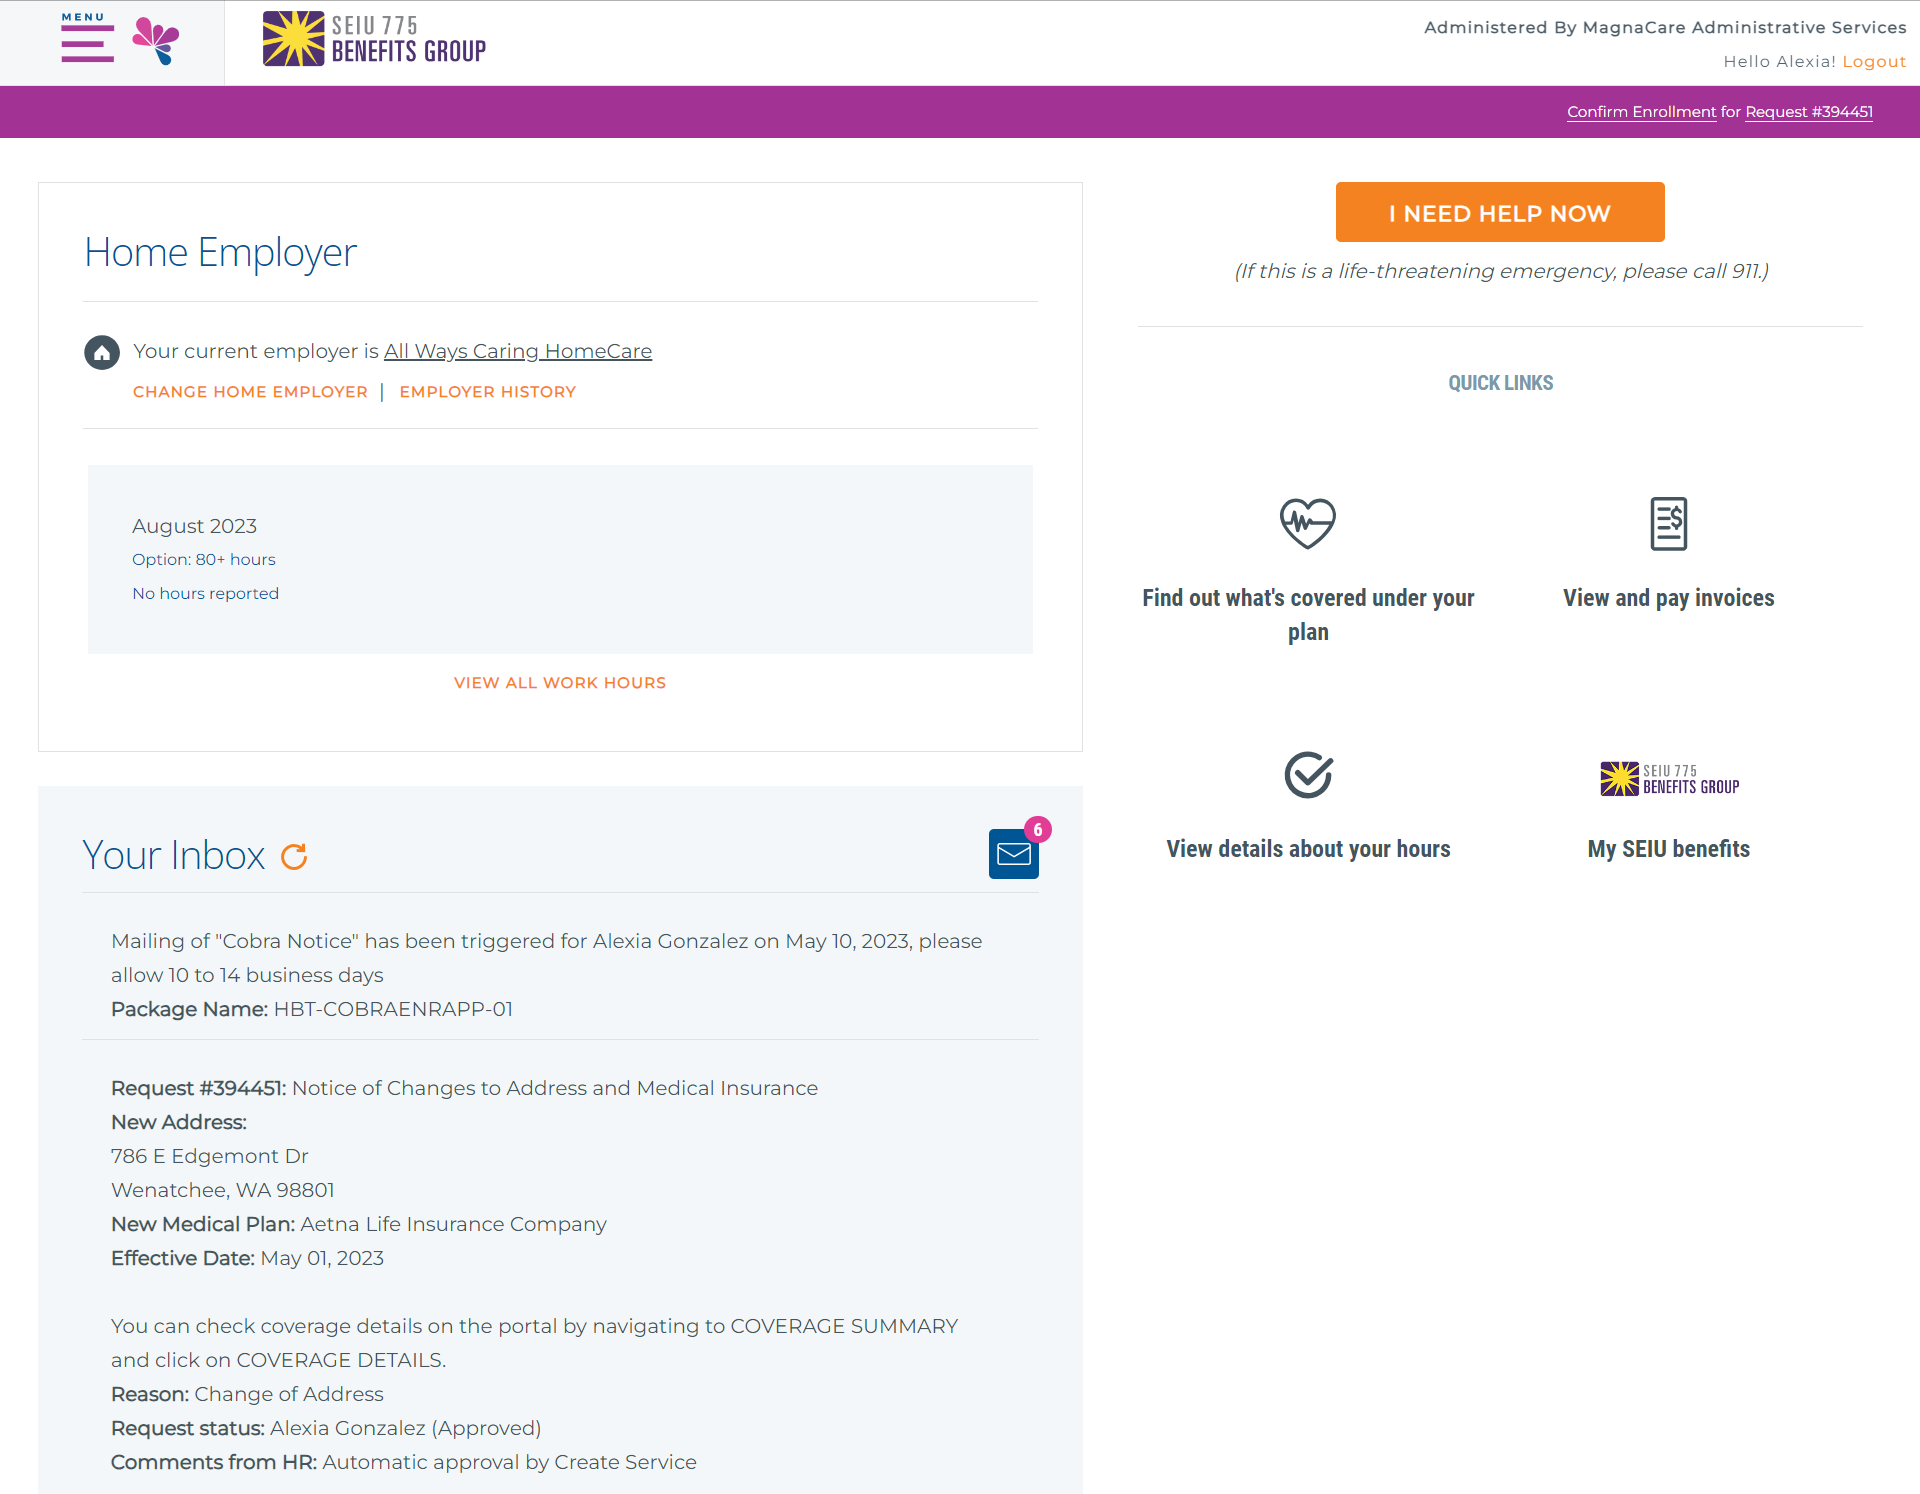 MENU
SEIU 775
BENEFITS GROUP
Administered By MagnaCare Administrative Services
Hello Alexia! Logout
Confirm Enrollment for Request #394451
Home Employer
Your current employer is All Ways Caring HomeCare
CHANGE HOME EMPLOYER | EMPLOYER HISTORY
August 2023
Option: 80+ hours
No hours reported
VIEW ALL WORK HOURS
I NEED HELP NOW
(If this is a life-threatening emergency, please call 911.)
QUICK LINKS
Find out what's covered under your
plan
View and pay invoices
View details about your hours
SEIU 775
BENEFITS GROUP
My SEIU benefits
Your Inbox
6
Mailing of "Cobra Notice" has been triggered for Alexia Gonzalez on May 10, 2023, please
allow 10 to 14 business days
Package Name: HBT-COBRAENRAPP-01
Request #394451: Notice of Changes to Address and Medical Insurance
New Address:
786 E Edgemont Dr
Wenatchee, WA 98801
New Medical Plan: Aetna Life Insurance Company
Effective Date: May 01, 2023
You can check coverage details on the portal by navigating to COVERAGE SUMMARY
and click on COVERAGE DETAILS.
Reason: Change of Address
Request status: Alexia Gonzalez (Approved)
Comments from HR: Automatic approval by Create Service